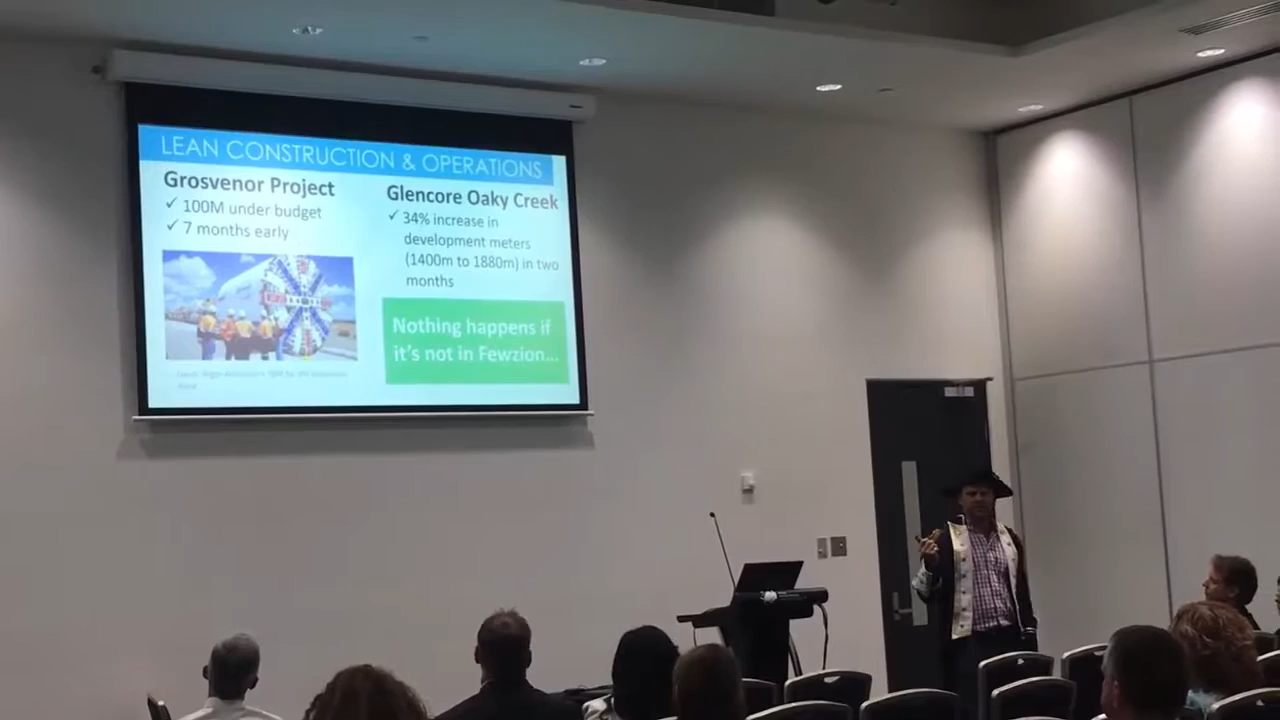 LEAN CONSTRUCTION & OPERATIONS
Grosvenor Project
✓ 100M under budget
✓ 7 months early
Glencore Oaky Creek
✓ 34% increase in
development meters
(1400m to 1880m) in two
months
Nothing happens if
it's not in Fewzion...